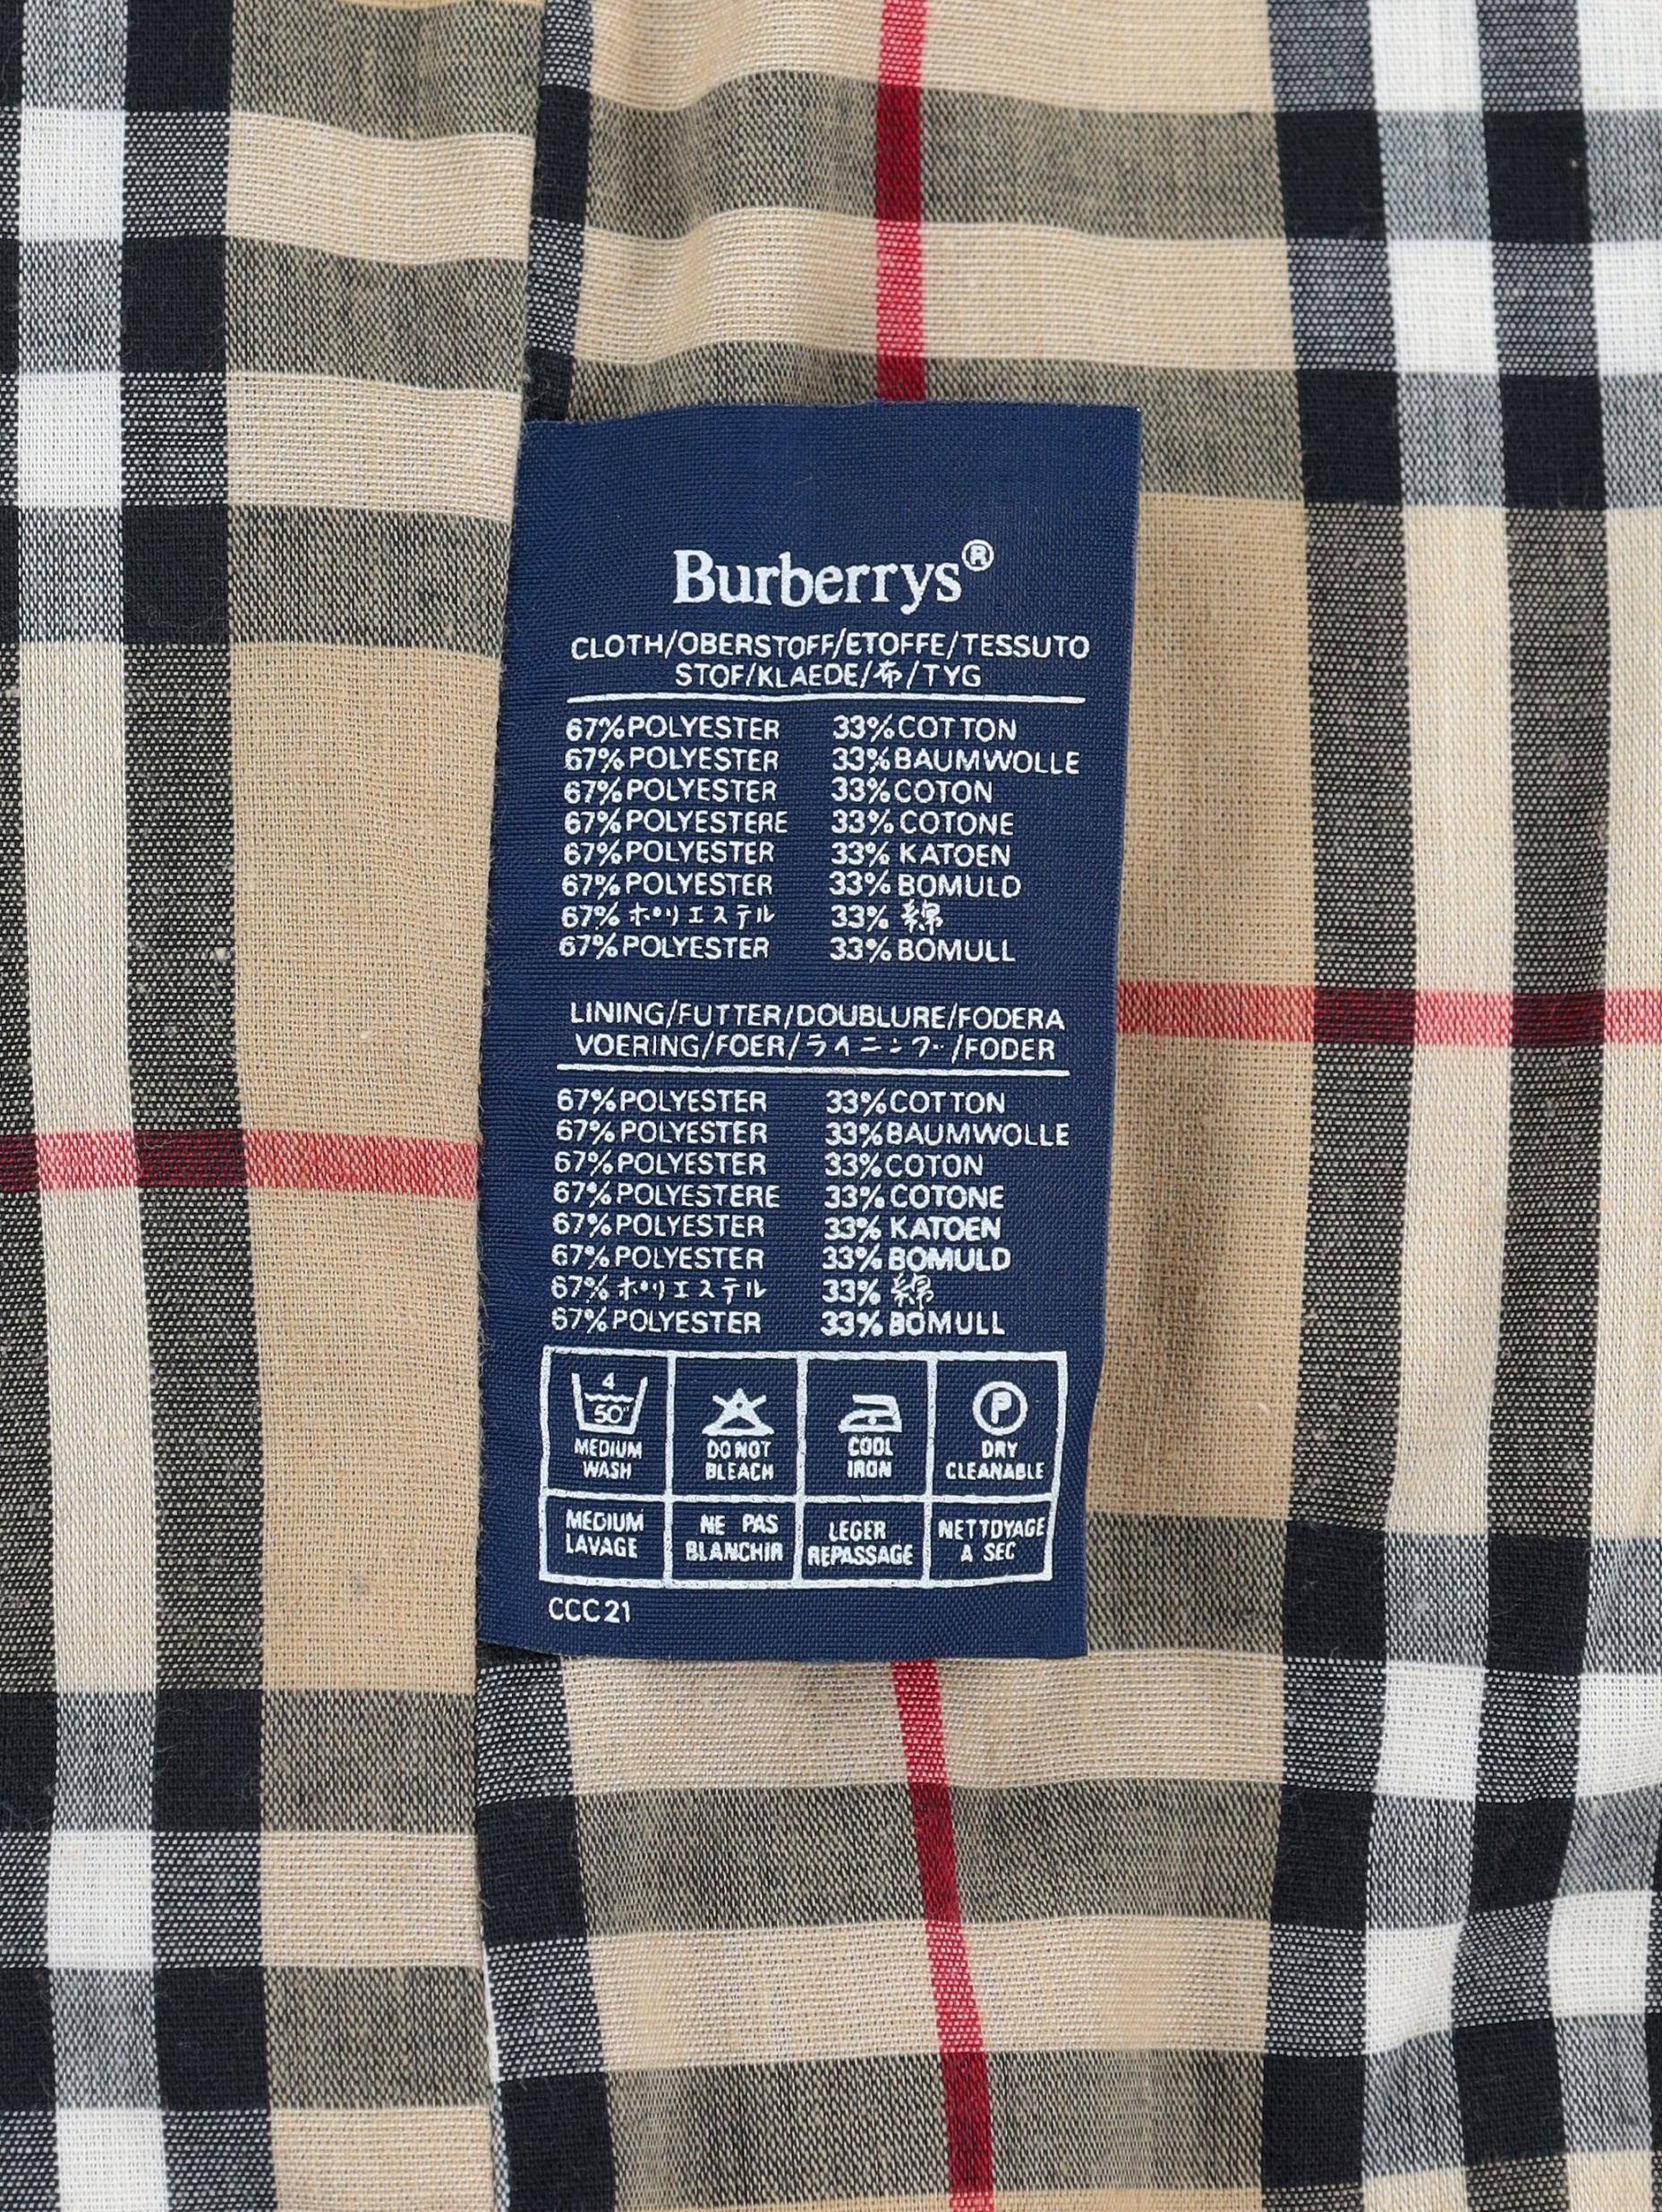 Burberrys®
CLOTH/OBERSTOFF/ETOFFE/TESSUTO
STOF/KLAEDE/布/TYG
67%POLYESTER 33%COTTON
67%POLYESTER 33%BAUMWOLLE
67%POLYESTER 33%COTON
67%POLYESTERE 33%COTONE
67%POLYESTER 33% KATOEN
67%POLYESTER 33% BOMULD
67% ポリエステル 33% 綿
67%POLYESTER 33% BOMULL
LINING/FUTTER/DOUBLURE/FODERA
VOERING/FOER/ライニング/FODER
67%POLYESTER 33%COTTON
67%POLYESTER 33%BAUMWOLLE
67%POLYESTER 33%COTON
67%POLYESTERE 33%COTONE
67%POLYESTER 33% KATOEN
67%POLYESTER 33% BOMULD
67% ポリエステル 33% 綿
67%POLYESTER 33% BOMULL
4
50°
P
MEDIUM DO NOT COOL DRY
WASH BLEACH IRON CLEANABLE
MEDIUM NE PAS LEGER NETTOYAGE
LAVAGE BLANCHIR REPASSAGE A SEC
CCC21